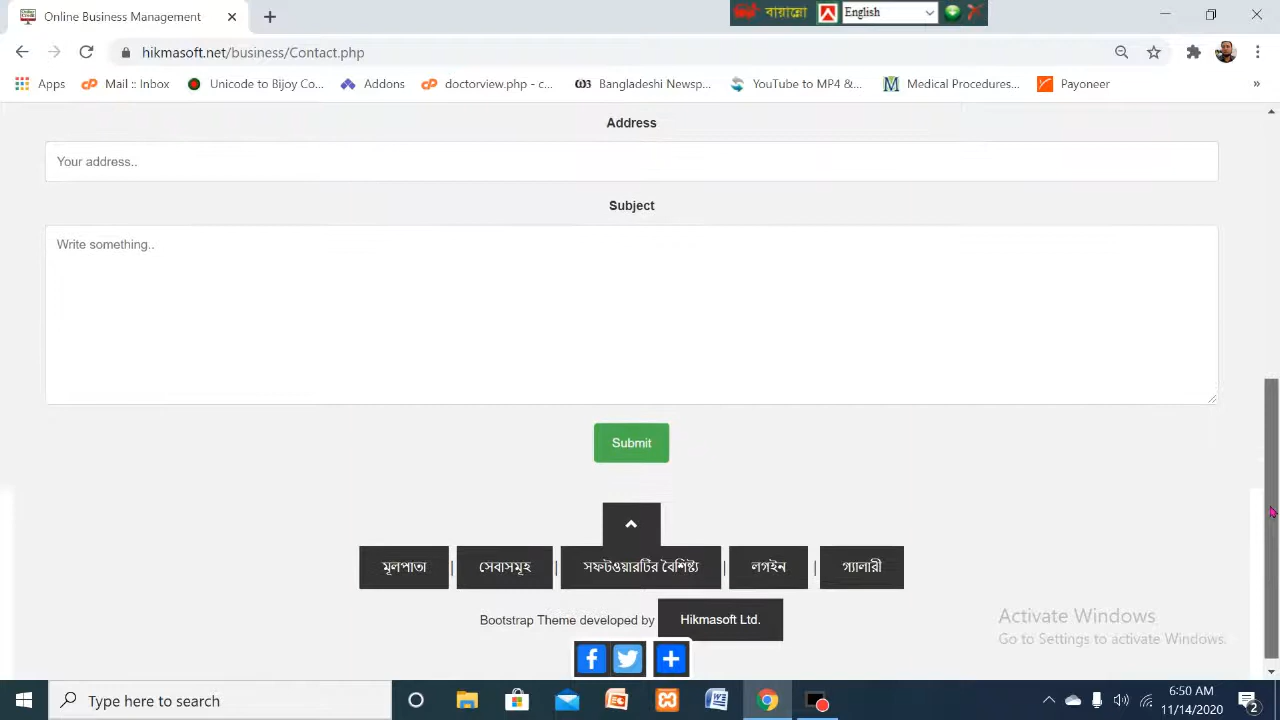 Online Business Management
বায়ান্নো
English
hikmasoft.net/business/Contact.php
Apps
Mail :: Inbox
Unicode to Bijoy Co...
Addons
doctorview.php - c...
Bangladeshi Newsp...
YouTube to MP4 &...
Medical Procedures...
Payoneer
»
Address
Your address..
Subject
Write something..
Submit
মূলপাতা | সেবাসমূহ | সফটওয়ারটির বৈশিষ্ট্য | লগইন | গ্যালারী
Bootstrap Theme developed by Hikmasoft Ltd.
Activate Windows
Go to Settings to activate Windows.
Type here to search
6:50 AM
11/14/2020
2